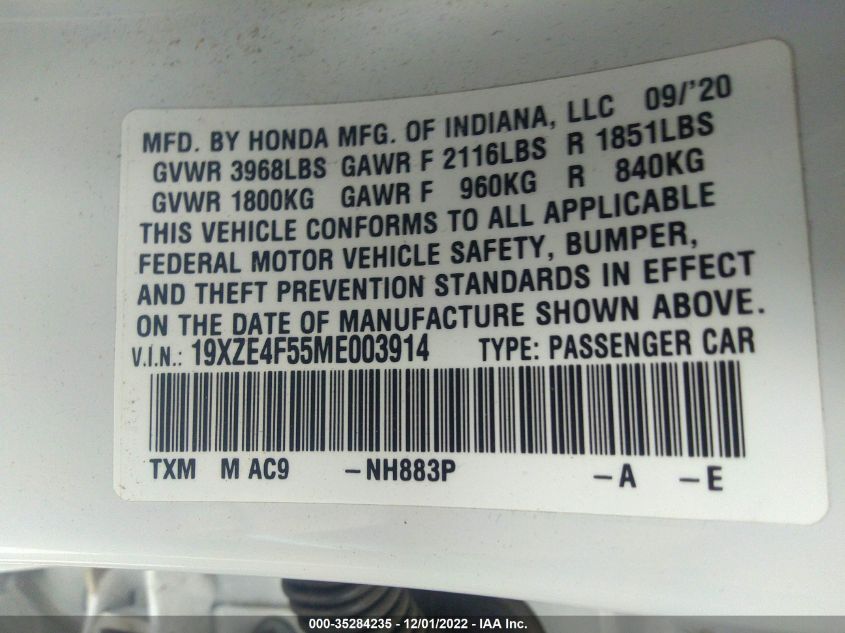 MFD. BY HONDA MFG. OF INDIANA, LLC 09/'20
GVWR 3968LBS GAWR F 2116LBS R 1851LBS
GVWR 1800KG GAWR F 960KG R 840KG
THIS VEHICLE CONFORMS TO ALL APPLICABLE
FEDERAL MOTOR VEHICLE SAFETY, BUMPER,
AND THEFT PREVENTION STANDARDS IN EFFECT
ON THE DATE OF MANUFACTURE SHOWN ABOVE.
V.I.N.: 19XZE4F55ME003914 TYPE: PASSENGER CAR
TXM M AC9 –NH883P –A –E
000-35284235 - 12/01/2022 - IAA Inc.